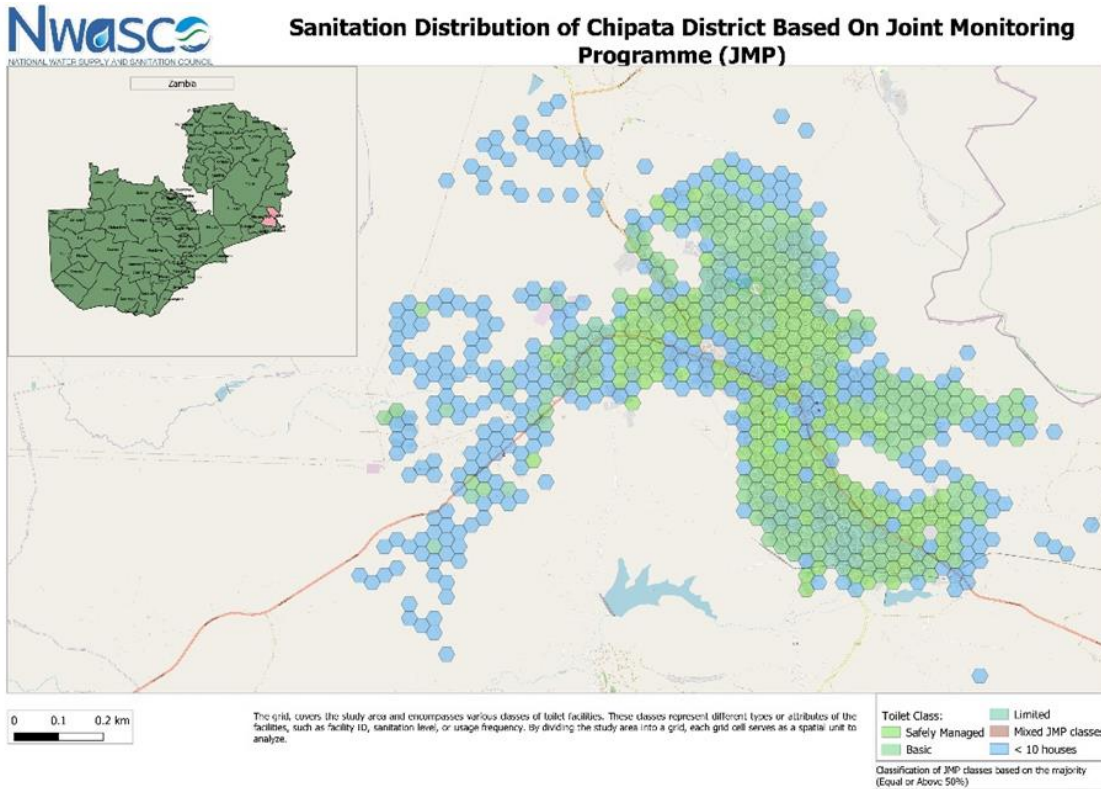 Nwasco
NATIONAL WATER SUPPLY AND SANITATION COUNCIL
Sanitation Distribution of Chipata District Based On Joint Monitoring
Programme (JMP)
Zambia
0 0.1 0.2 km
The grid, covers the study area and encompasses various classes of toilet facilities. These classes represent different types or attributes of the
facilities, such as facility ID, sanitation level, or usage frequency. By dividing the study area into a grid, each grid cell serves as a spatial unit to
analyze.
Toilet Class:
Safely Managed
Basic
Limited
Mixed JMP classes
< 10 houses
Classification of JMP classes based on the majority
(Equal or Above 50%)